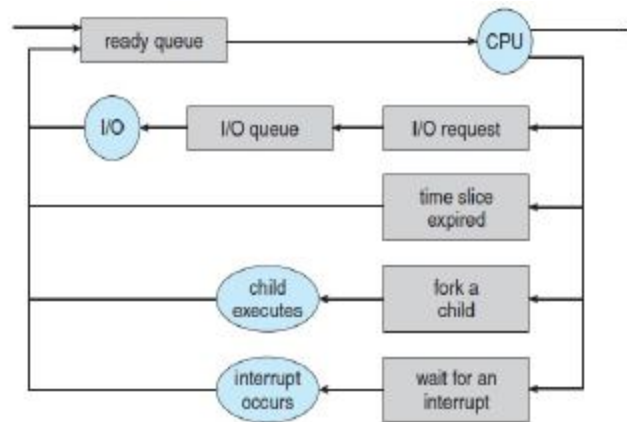 ready queue
CPU
I/O
I/O queue
I/O request
time slice
expired
child
executes
fork a
child
interrupt
occurs
wait for an
interrupt